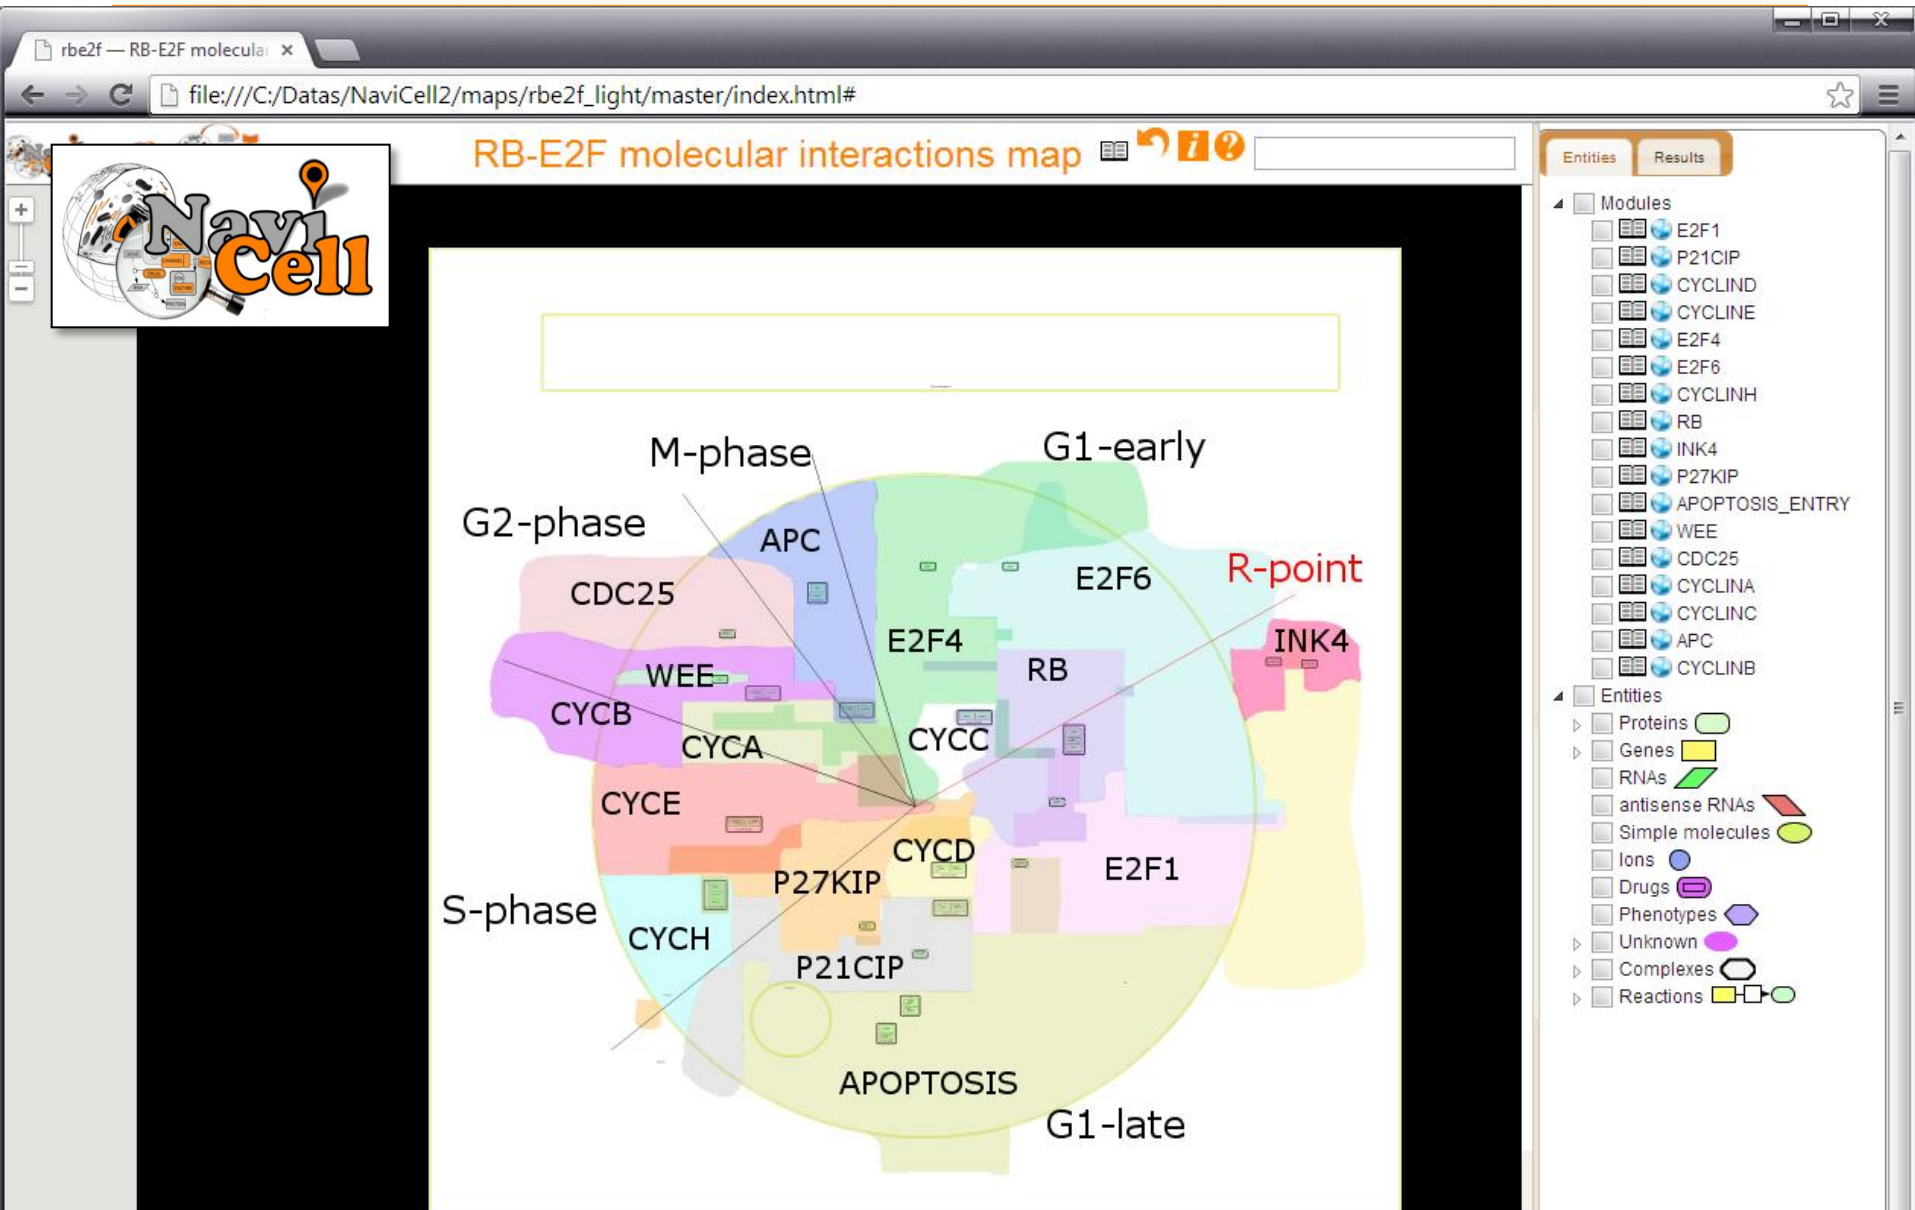 rbe2f — RB-E2F molecular
file:///C:/Datas/NaviCell2/maps/rbe2f_light/master/index.html#
RB-E2F molecular interactions map
Navi
Cell
Entities
Results
Modules
E2F1
P21CIP
CYCLIND
CYCLINE
E2F4
E2F6
CYCLINH
RB
INK4
P27KIP
APOPTOSIS_ENTRY
WEE
CDC25
CYCLINA
CYCLINC
APC
CYCLINB
Entities
Proteins
Genes
RNAs
antisense RNAs
Simple molecules
Ions
Drugs
Phenotypes
Unknown
Complexes
Reactions
M-phase
G1-early
G2-phase
APC
R-point
CDC25
E2F6
E2F4
INK4
WEE
RB
CYCB
CYCA
CYCC
CYCE
CYCD
P27KIP
E2F1
S-phase
CYCH
P21CIP
APOPTOSIS
G1-late